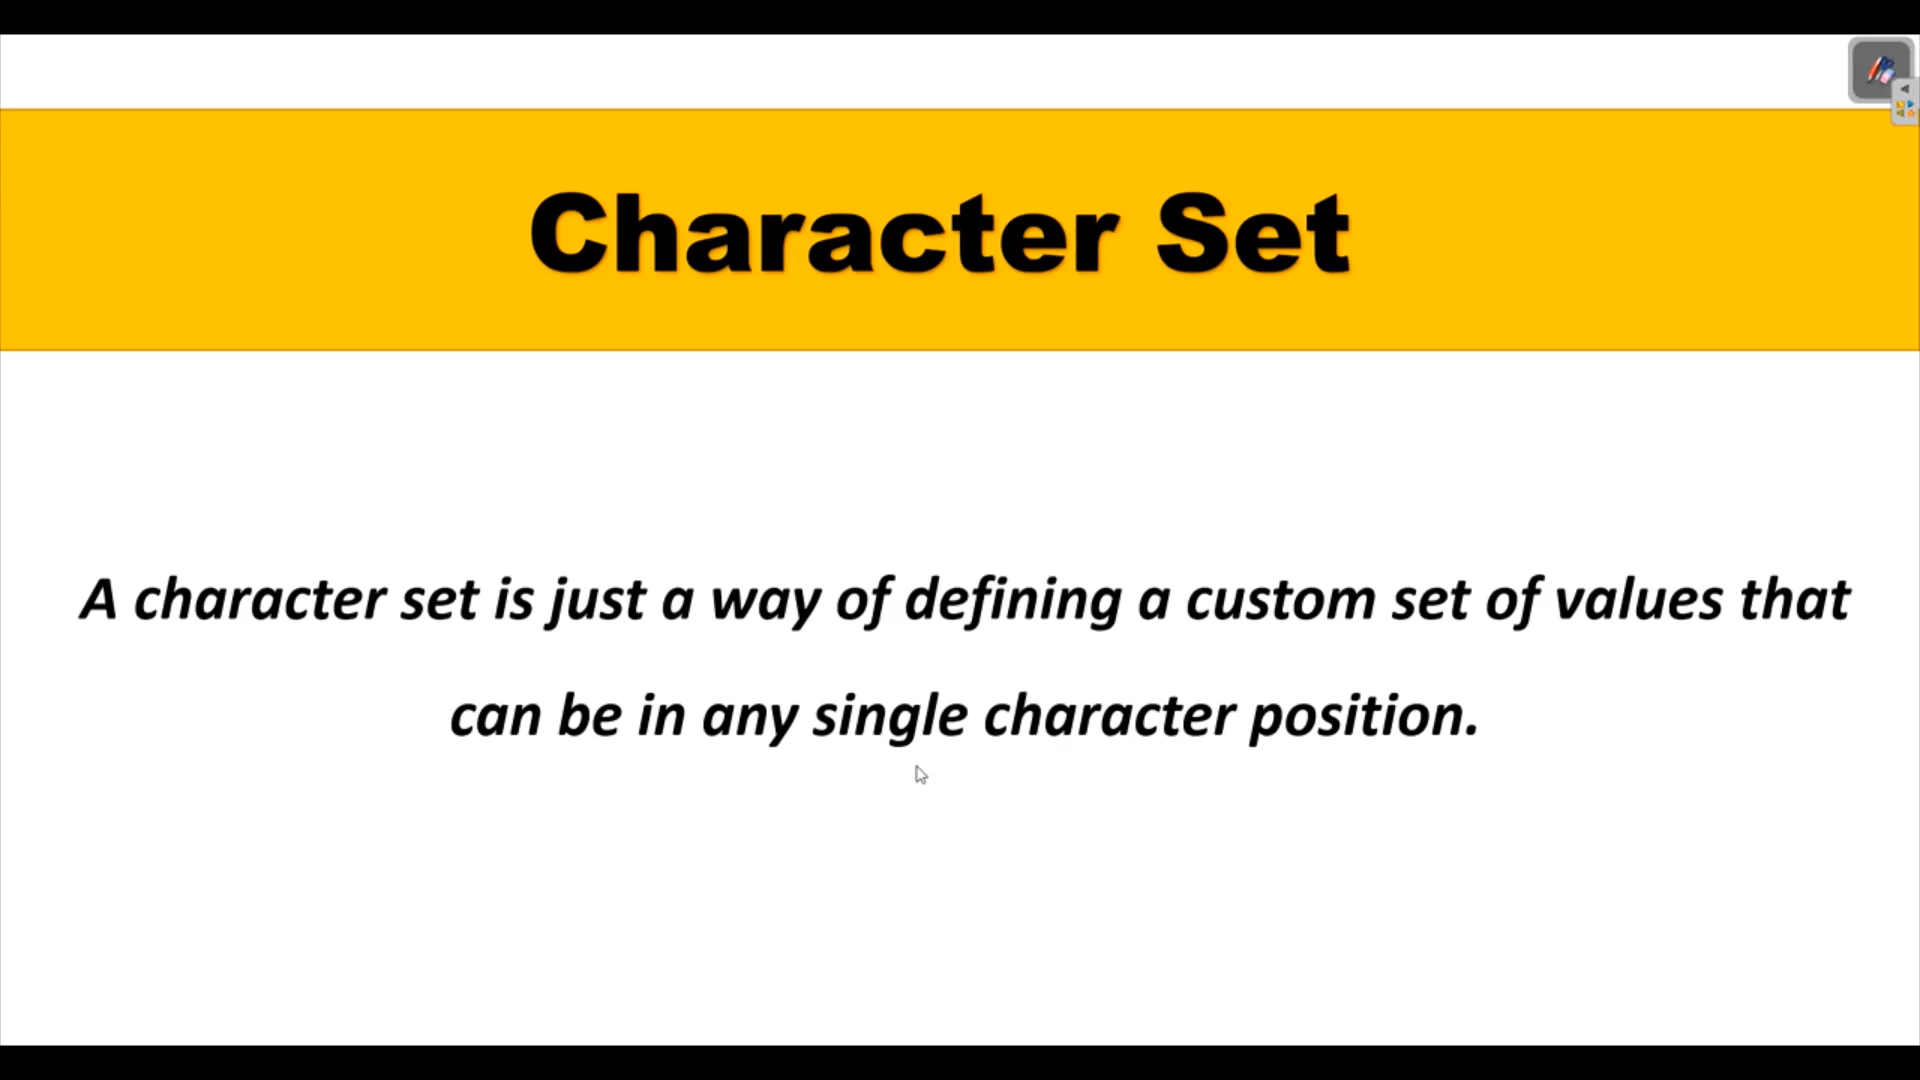 Character Set
A character set is just a way of defining a custom set of values that
can be in any single character position.